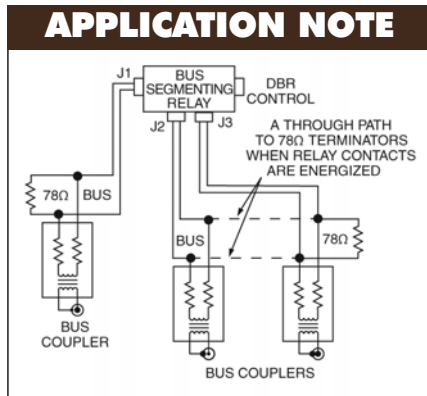 APPLICATION NOTE
J1
BUS
SEGMENTING
RELAY
DBR
CONTROL
J2
J3
A THROUGH PATH
TO 78Ω TERMINATORS
WHEN RELAY CONTACTS
ARE ENERGIZED
78Ω
BUS
BUS
78Ω
BUS
COUPLER
BUS COUPLERS